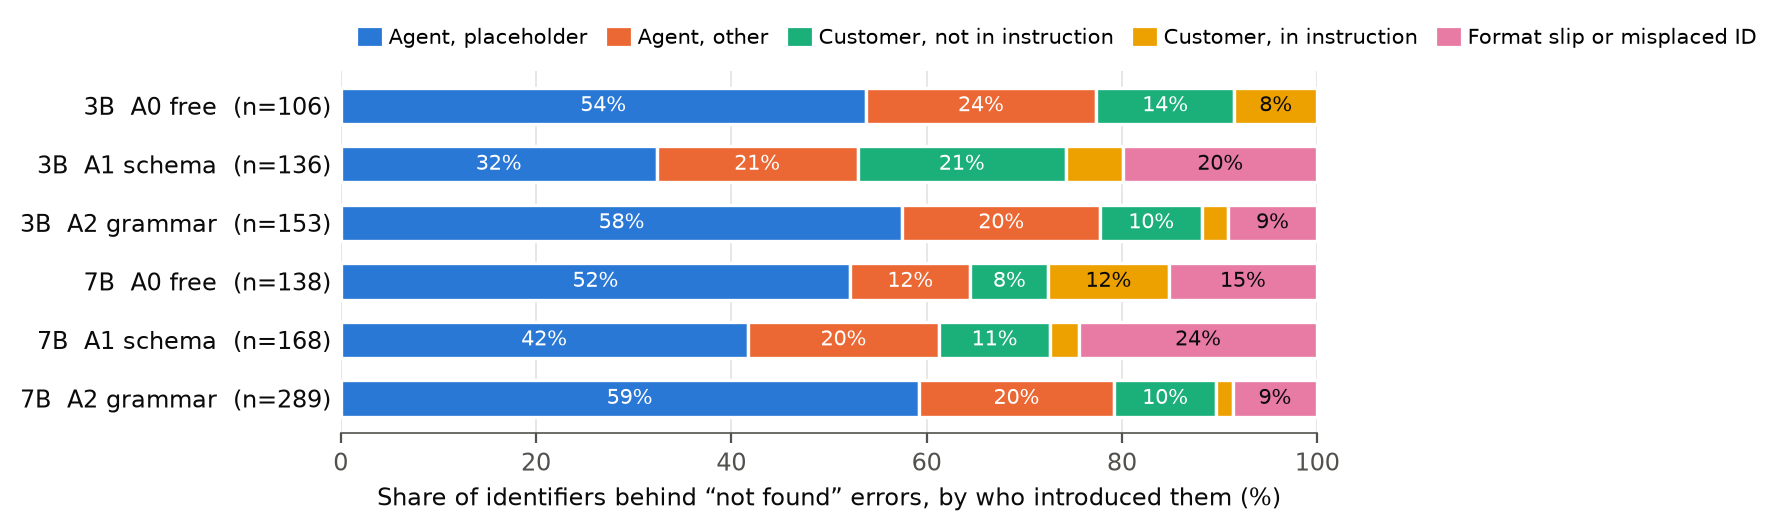 Agent, placeholder  Agent, other  Customer, not in instruction  Customer, in instruction  Format slip or misplaced ID
3B  A0 free  (n=106)  54%  24%  14%  8%
3B  A1 schema  (n=136)  32%  21%  21%  20%
3B  A2 grammar  (n=153)  58%  20%  10%  9%
7B  A0 free  (n=138)  52%  12%  8%  12%  15%
7B  A1 schema  (n=168)  42%  20%  11%  24%
7B  A2 grammar  (n=289)  59%  20%  10%  9%
0  20  40  60  80  100
Share of identifiers behind “not found” errors, by who introduced them (%)